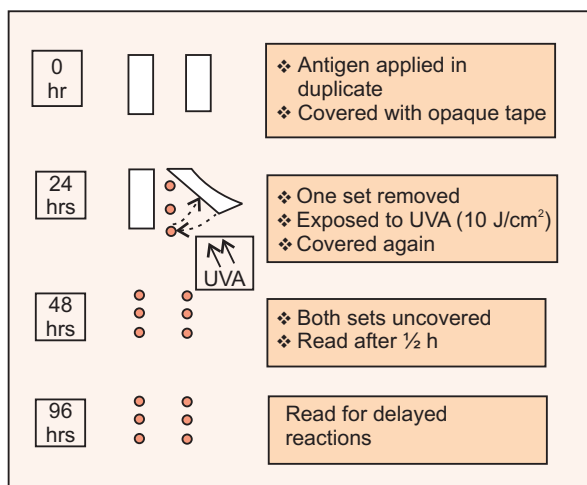 0
hr
❖ Antigen applied in
duplicate
❖ Covered with opaque tape
24
hrs
❖ One set removed
❖ Exposed to UVA (10 J/cm²)
❖ Covered again
UVA
48
hrs
❖ Both sets uncovered
❖ Read after ½ h
96
hrs
Read for delayed
reactions